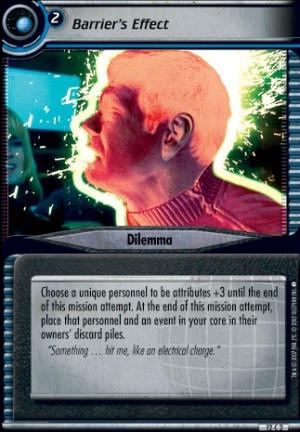 2 Barrier's Effect
Dilemma
Choose a unique personnel to be attributes +3 until the end
of this mission attempt. At the end of this mission attempt,
place that personnel and an event in your core in their
owners' discard piles.
"Something ... hit me, like an electrical charge."
12 C 2